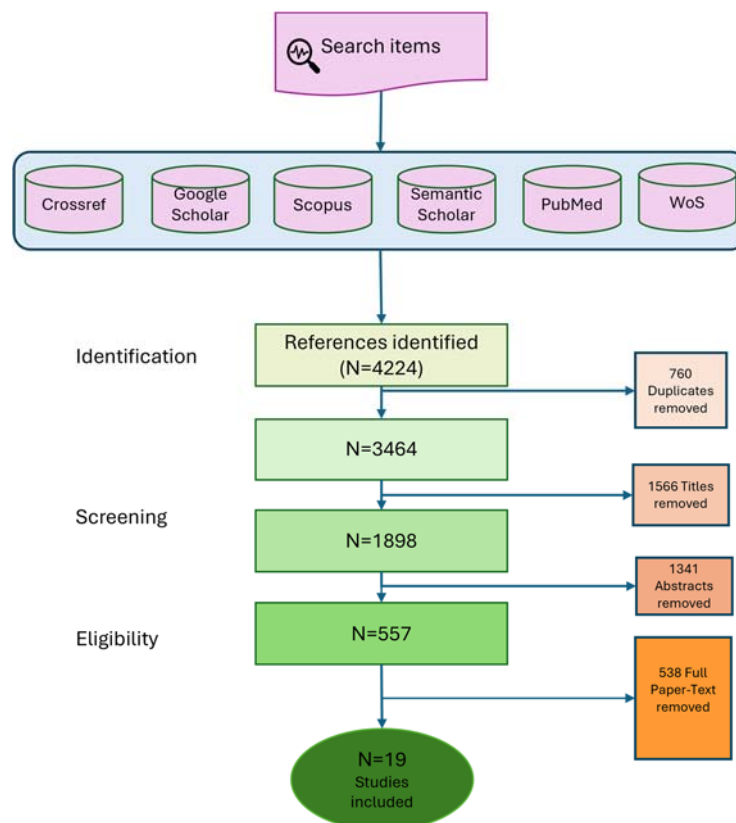 Search items
Crossref
Google
Scholar
Scopus
Semantic
Scholar
PubMed
WoS
Identification
References identified
(N=4224)
760
Duplicates
removed
N=3464
1566 Titles
removed
Screening
N=1898
1341
Abstracts
removed
Eligibility
N=557
538 Full
Paper-Text
removed
N=19
Studies
included